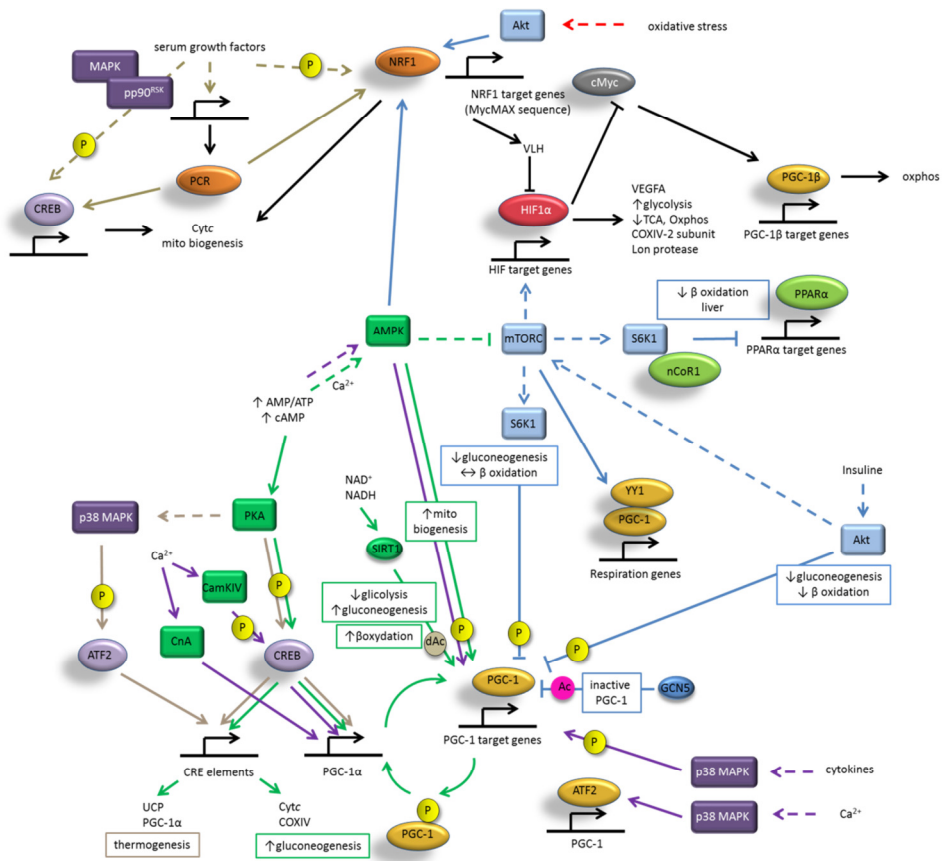 Akt
oxidative stress
serum growth factors
MAPK
pp90RSK
P
NRF1
cMyc
NRF1 target genes
(MycMAX sequence)
P
VLH
PCR
CREB
PGC-1β
oxphos
HIF1α
VEGFA
↑glycolysis
↓TCA, Oxphos
COXIV-2 subunit
Lon protease
Cytc
mito biogenesis
PGC-1β target genes
HIF target genes
↓ β oxidation
liver
PPARα
AMPK
mTORC
S6K1
PPARα target genes
nCoR1
Ca²⁺
↑ AMP/ATP
↑ cAMP
S6K1
↓gluconeogenesis
↔ β oxidation
Insuline
NAD⁺
NADH
YY1
PGC-1
p38 MAPK
PKA
↑mito
biogenesis
Akt
SIRT1
Respiration genes
Ca²⁺
CamKIV
P
↓gluconeogenesis
↓ β oxidation
↓glicolysis
↑gluconeogenesis
P
P
CnA
P
P
P
↑βoxydation
dAc
ATF2
CREB
PGC-1
Ac
inactive
PGC-1
GCN5
PGC-1 target genes
P
CRE elements
PGC-1α
p38 MAPK
cytokines
ATF2
UCP
PGC-1α
Cytc
COXIV
P
p38 MAPK
Ca²⁺
thermogenesis
↑gluconeogenesis
PGC-1
PGC-1